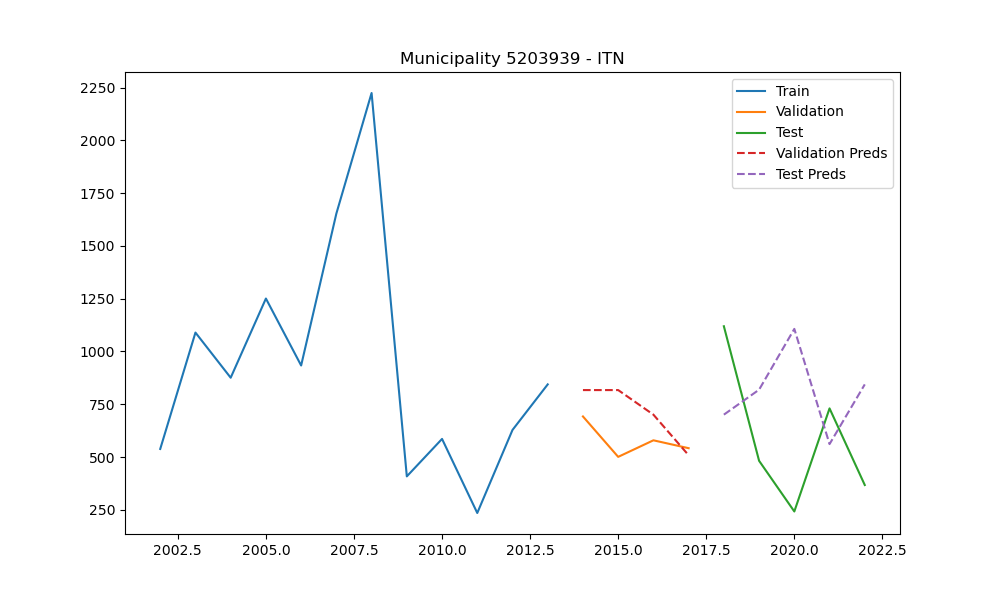 Municipality 5203939 - ITN
2250
2000
1750
1500
1250
1000
750
500
250
Train
Validation
Test
Validation Preds
Test Preds
2002.5 2005.0 2007.5 2010.0 2012.5 2015.0 2017.5 2020.0 2022.5